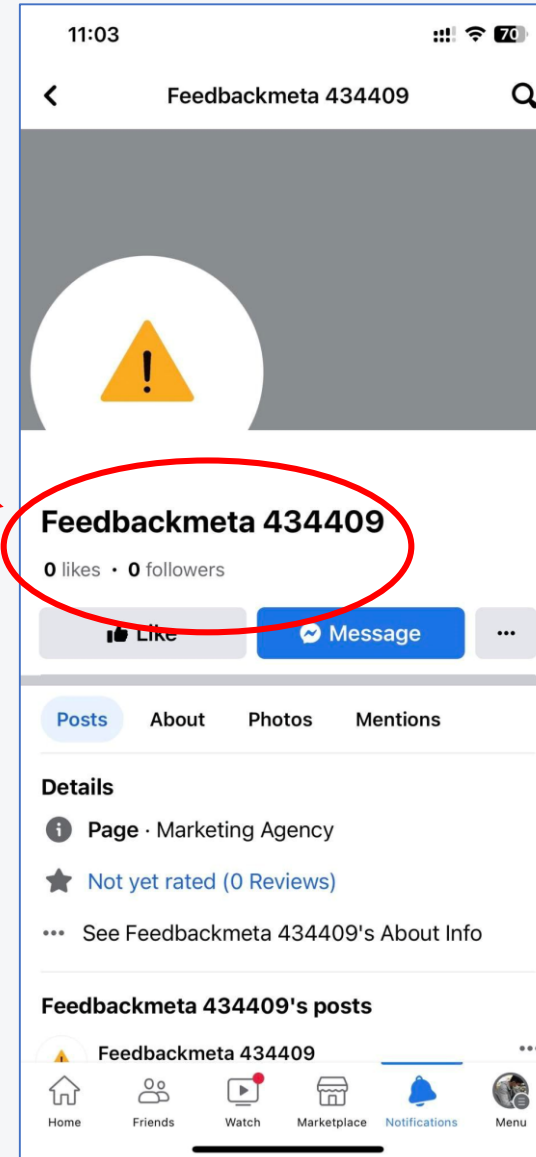 11:03
70
Feedbackmeta 434409
Feedbackmeta 434409
0 likes • 0 followers
Like
Message
Posts About Photos Mentions
Details
Page · Marketing Agency
Not yet rated (0 Reviews)
See Feedbackmeta 434409's About Info
Feedbackmeta 434409's posts
Feedbackmeta 434409
Home Friends Watch Marketplace Notifications Menu